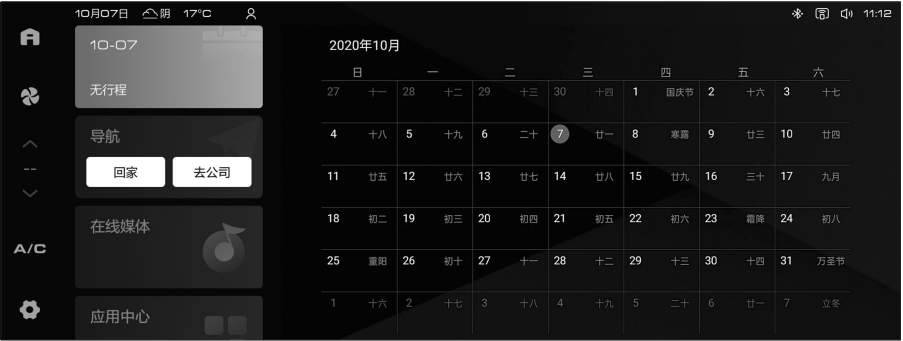 10月07日 阴 17°C
11:12
10-07
无行程
导航
回家 去公司
在线媒体
应用中心
--
A/C
2020年10月
日 一 二 三 四 五 六
27 十一 28 十二 29 十三 30 十四 1 国庆节 2 十六 3 十七
4 十八 5 十九 6 二十 7 廿一 8 寒露 9 廿三 10 廿四
11 廿五 12 廿六 13 廿七 14 廿八 15 廿九 16 三十 17 九月
18 初二 19 初三 20 初四 21 初五 22 初六 23 霜降 24 初八
25 重阳 26 初十 27 十一 28 十二 29 十三 30 十四 31 万圣节
1 十六 2 十七 3 十八 4 十九 5 二十 6 廿一 7 立冬